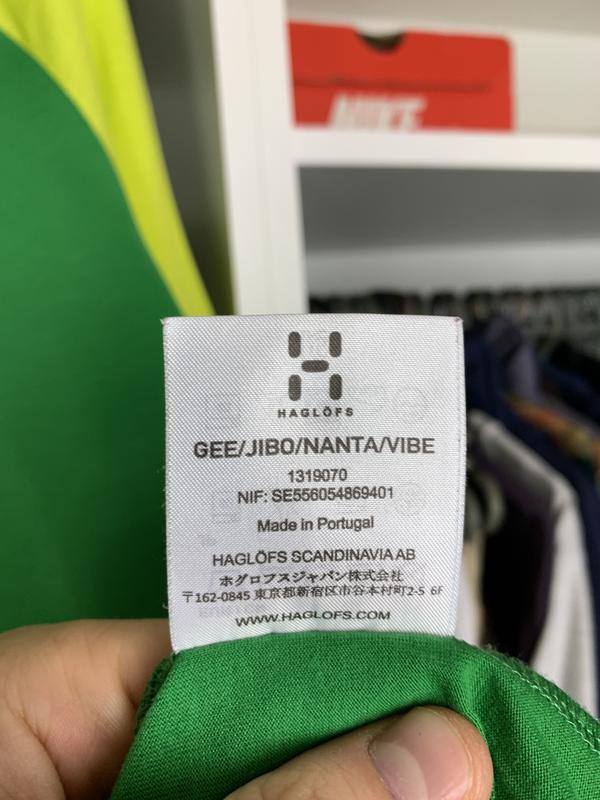 NIKE
HAGLÖFS
GEE/JIBO/NANTA/VIBE
1319070
NIF: SE556054869401
Made in Portugal
HAGLÖFS SCANDINAVIA AB
ホグロフスジャパン株式会社
〒162-0845 東京都新宿区市谷本村町2-5 6F
WWW.HAGLOFS.COM